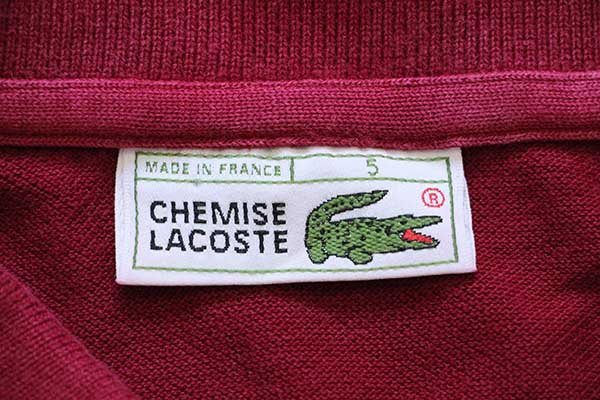 MADE IN FRANCE 5
CHEMISE
LACOSTE ®